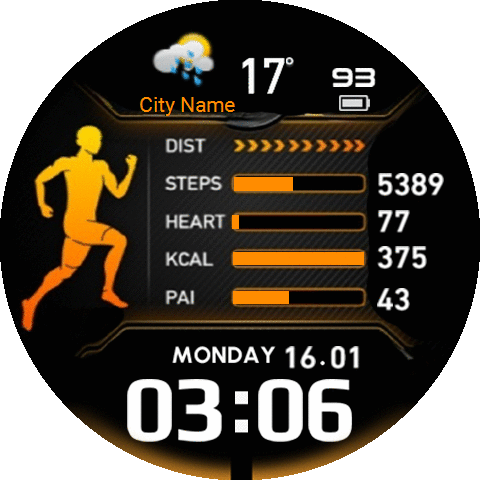 17° 93
City Name
DIST
STEPS 5389
HEART 77
KCAL 375
PAI 43
MONDAY 16.01
03:06